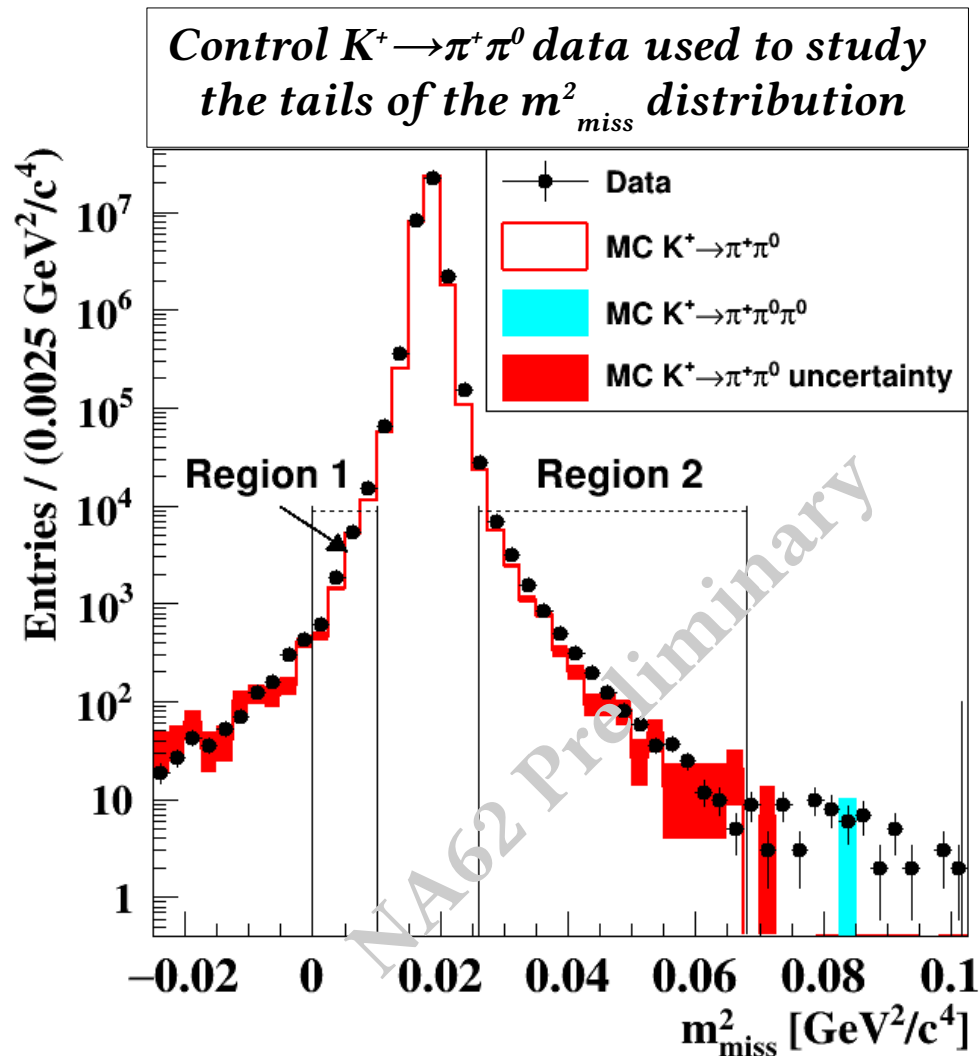 Control K⁺→π⁺π⁰ data used to study
the tails of the m²miss distribution
Entries / (0.0025 GeV²/c⁴)
Data
MC K⁺→π⁺π⁰
MC K⁺→π⁺π⁰π⁰
MC K⁺→π⁺π⁰ uncertainty
Region 1
Region 2
NA62 Preliminary
10⁷
10⁶
10⁵
10⁴
10³
10²
10
1
−0.02 0 0.02 0.04 0.06 0.08 0.1
m²miss [GeV²/c⁴]